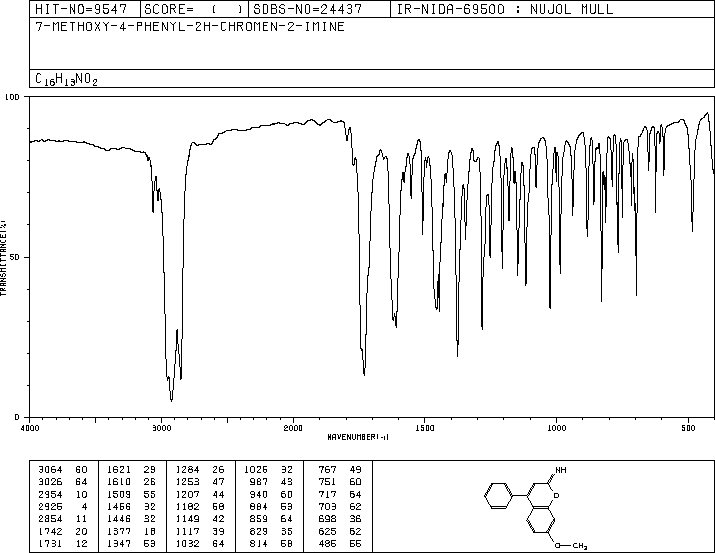 HIT-NO=9547 SCORE= ( ) SDBS-NO=24437 IR-NIDA-69500 : NUJOL MULL
7-METHOXY-4-PHENYL-2H-CHROMEN-2-IMINE
C16H13NO2
100
50
0
TRANSMITTANCE(%)
4000 3000 2000 1500 1000 500
WAVENUMBER(-1)
3064 60 1621 29 1284 26 1026 32 767 49
3026 64 1610 26 1253 47 987 43 751 60
2954 10 1509 55 1207 44 940 60 717 64
2925 4 1456 32 1182 58 884 53 703 62
2854 11 1446 32 1149 42 859 64 698 36
1742 20 1377 18 1117 39 829 35 625 62
1731 12 1347 53 1032 64 814 58 486 55
NH
O
O
CH3